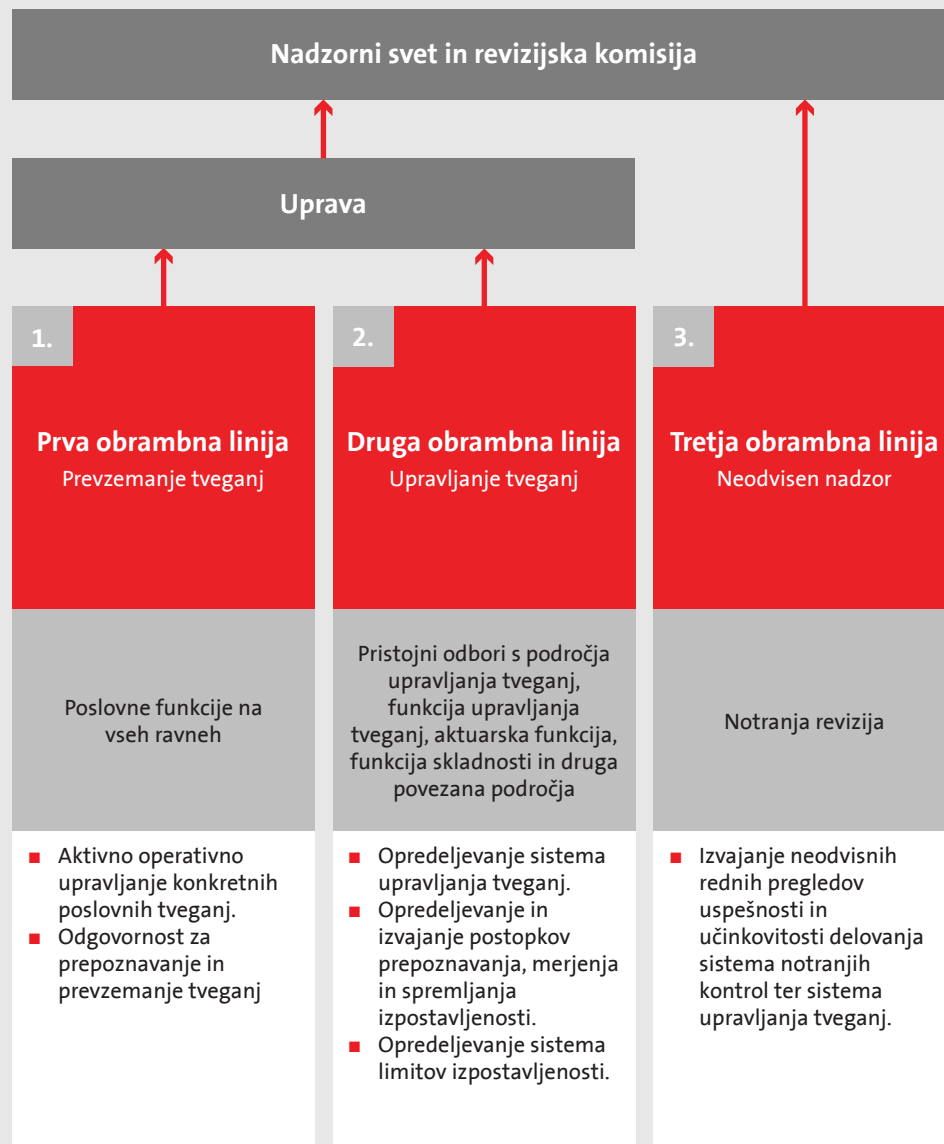 Nadzorni svet in revizijska komisija
Uprava
1.
Prva obrambna linija
Prevzemanje tveganj
Poslovne funkcije na
vseh ravneh
■ Aktivno operativno
upravljanje konkretnih
poslovnih tveganj.
■ Odgovornost za
prepoznavanje in
prevzemanje tveganj
2.
Druga obrambna linija
Upravljanje tveganj
Pristojni odbori s področja
upravljanja tveganj,
funkcija upravljanja
tveganj, aktuarska funkcija,
funkcija skladnosti in druga
povezana področja
■ Opredeljevanje sistema
upravljanja tveganj.
■ Opredeljevanje in
izvajanje postopkov
prepoznavanja, merjenja
in spremljanja
izpostavljenosti.
■ Opredeljevanje sistema
limitov izpostavljenosti.
3.
Tretja obrambna linija
Neodvisen nadzor
Notranja revizija
■ Izvajanje neodvisnih
rednih pregledov
uspešnosti in
učinkovitosti delovanja
sistema notranjih
kontrol ter sistema
upravljanja tveganj.